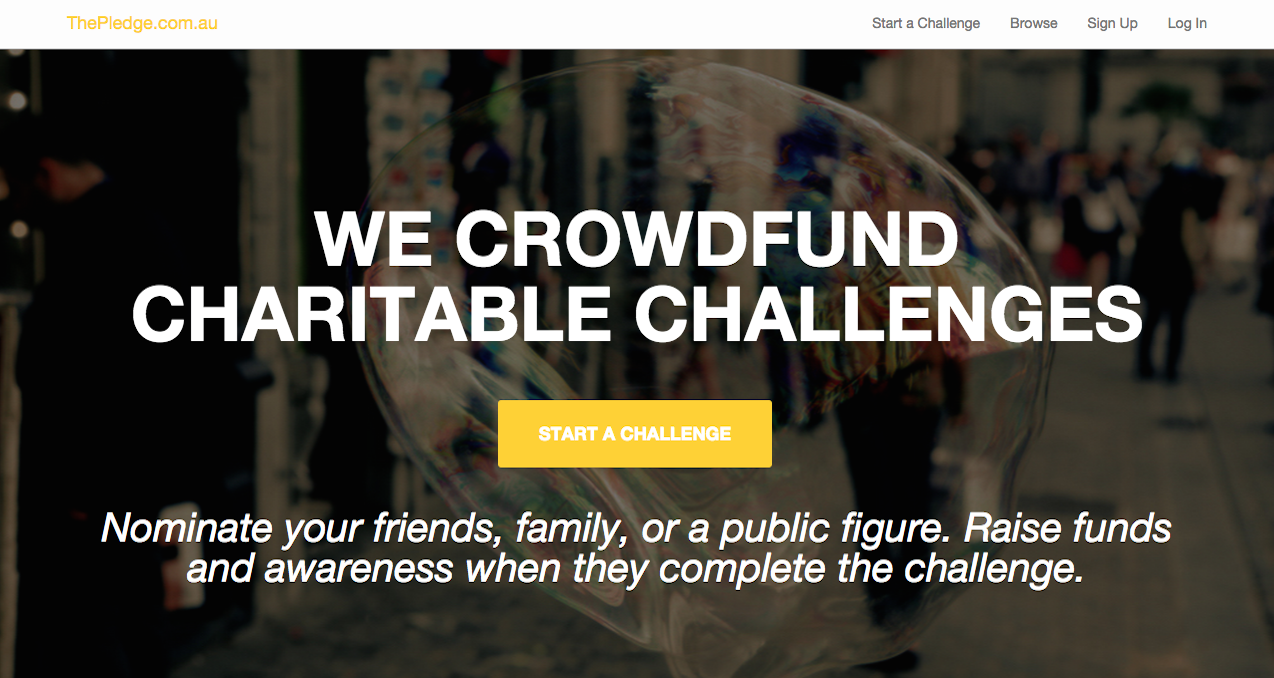 ThePledge.com.au
Start a Challenge
Browse
Sign Up
Log In
WE CROWDFUND
CHARITABLE CHALLENGES
START A CHALLENGE
Nominate your friends, family, or a public figure. Raise funds
and awareness when they complete the challenge.